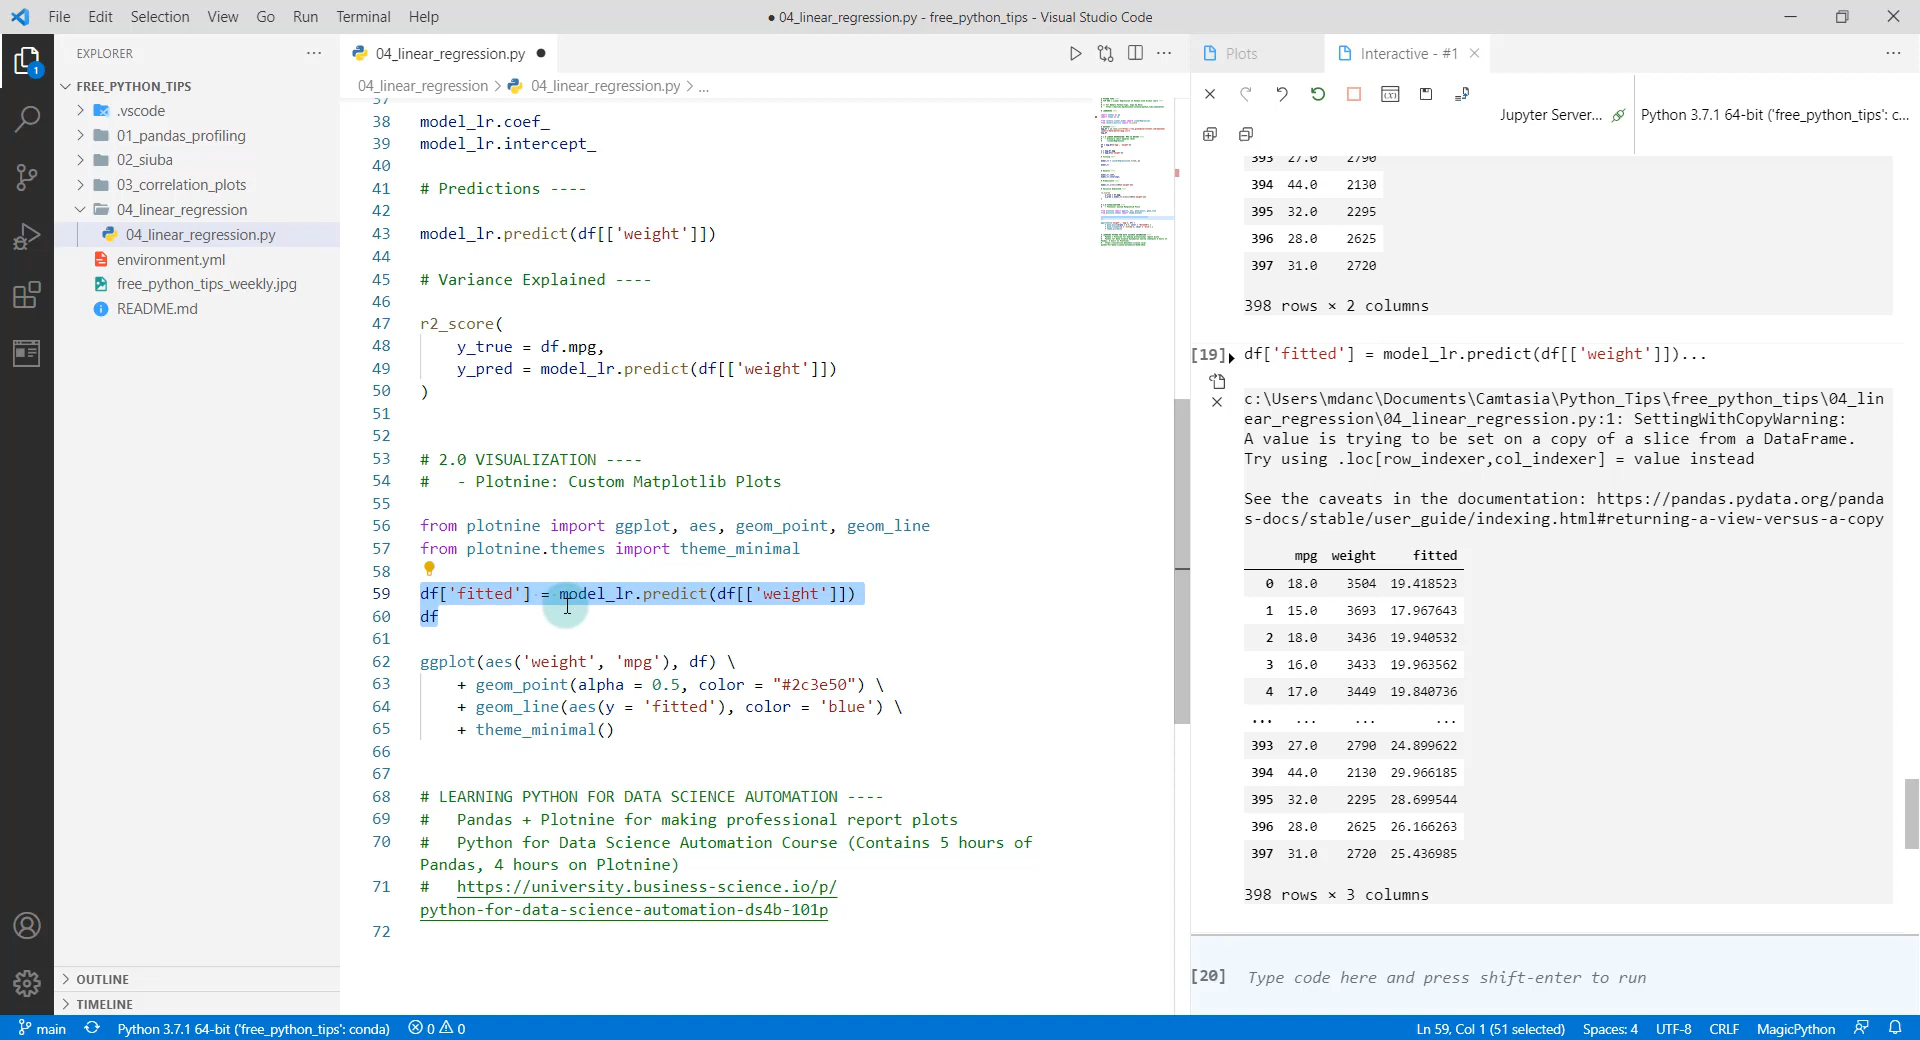 File Edit Selection View Go Run Terminal Help
● 04_linear_regression.py - free_python_tips - Visual Studio Code
EXPLORER
FREE_PYTHON_TIPS
.vscode
01_pandas_profiling
02_siuba
03_correlation_plots
04_linear_regression
04_linear_regression.py
environment.yml
free_python_tips_weekly.jpg
README.md
OUTLINE
TIMELINE
1
04_linear_regression.py
04_linear_regression > 04_linear_regression.py > ...
37
38 model_lr.coef_
39 model_lr.intercept_
40
41 # Predictions ----
42
43 model_lr.predict(df[['weight']])
44
45 # Variance Explained ----
46
47 r2_score(
48 y_true = df.mpg,
49 y_pred = model_lr.predict(df[['weight']])
50 )
51
52
53 # 2.0 VISUALIZATION ----
54 #   - Plotnine: Custom Matplotlib Plots
55
56 from plotnine import ggplot, aes, geom_point, geom_line
57 from plotnine.themes import theme_minimal
58
59 df['fitted'] = model_lr.predict(df[['weight']])
60 df
61
62 ggplot(aes('weight', 'mpg'), df) \
63 + geom_point(alpha = 0.5, color = "#2c3e50") \
64 + geom_line(aes(y = 'fitted'), color = 'blue') \
65 + theme_minimal()
66
67
68 # LEARNING PYTHON FOR DATA SCIENCE AUTOMATION ----
69 #   Pandas + Plotnine for making professional report plots
70 #   Python for Data Science Automation Course (Contains 5 hours of
Pandas, 4 hours on Plotnine)
71 #   https://university.business-science.io/p/
python-for-data-science-automation-ds4b-101p
72
Plots
Interactive - #1
Jupyter Server...
Python 3.7.1 64-bit ('free_python_tips': c...
393 27.0 2790
394 44.0 2130
395 32.0 2295
396 28.0 2625
397 31.0 2720
398 rows × 2 columns
[19] df['fitted'] = model_lr.predict(df[['weight']])...
c:\Users\mdanc\Documents\Camtasia\Python_Tips\free_python_tips\04_lin
ear_regression\04_linear_regression.py:1: SettingWithCopyWarning:
A value is trying to be set on a copy of a slice from a DataFrame.
Try using .loc[row_indexer,col_indexer] = value instead
See the caveats in the documentation: https://pandas.pydata.org/panda
s-docs/stable/user_guide/indexing.html#returning-a-view-versus-a-copy
mpg weight fitted
0 18.0 3504 19.418523
1 15.0 3693 17.967643
2 18.0 3436 19.940532
3 16.0 3433 19.963562
4 17.0 3449 19.840736
... ... ... ...
393 27.0 2790 24.899622
394 44.0 2130 29.966185
395 32.0 2295 28.699544
396 28.0 2625 26.166263
397 31.0 2720 25.436985
398 rows × 3 columns
[20] Type code here and press shift-enter to run
main
Python 3.7.1 64-bit ('free_python_tips': conda)
0 0
Ln 59, Col 1 (51 selected)
Spaces: 4
UTF-8
CRLF
MagicPython